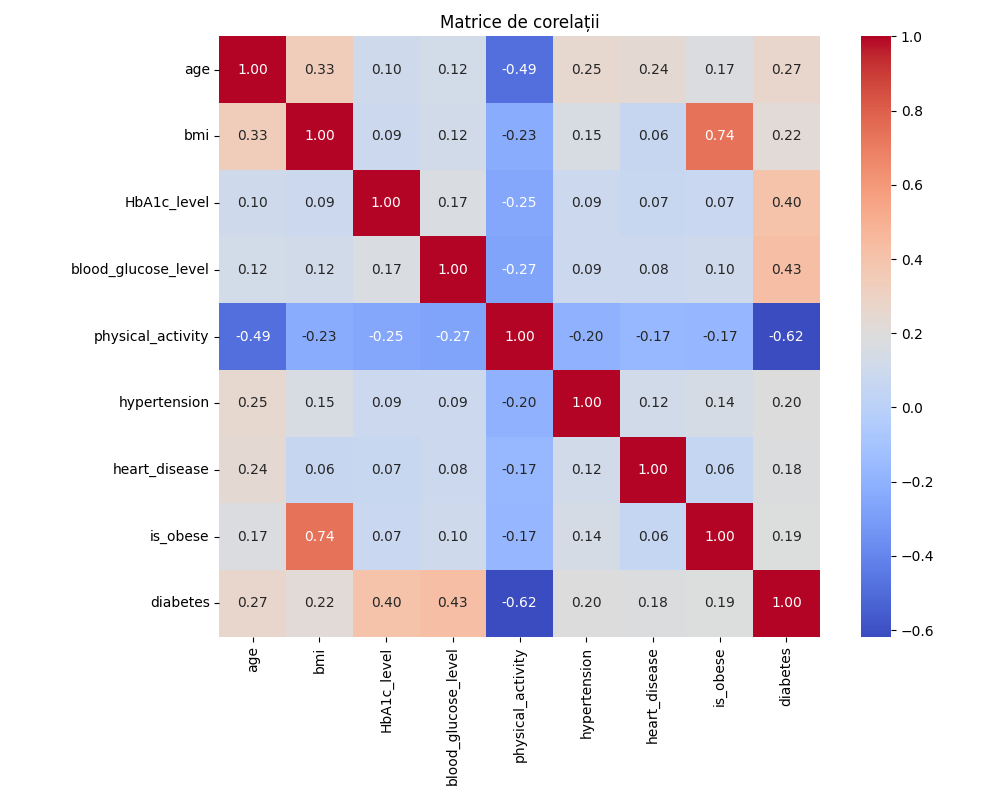 Matrice de corelații
age 1.00 0.33 0.10 0.12 -0.49 0.25 0.24 0.17 0.27
bmi 0.33 1.00 0.09 0.12 -0.23 0.15 0.06 0.74 0.22
HbA1c_level 0.10 0.09 1.00 0.17 -0.25 0.09 0.07 0.07 0.40
blood_glucose_level 0.12 0.12 0.17 1.00 -0.27 0.09 0.08 0.10 0.43
physical_activity -0.49 -0.23 -0.25 -0.27 1.00 -0.20 -0.17 -0.17 -0.62
hypertension 0.25 0.15 0.09 0.09 -0.20 1.00 0.12 0.14 0.20
heart_disease 0.24 0.06 0.07 0.08 -0.17 0.12 1.00 0.06 0.18
is_obese 0.17 0.74 0.07 0.10 -0.17 0.14 0.06 1.00 0.19
diabetes 0.27 0.22 0.40 0.43 -0.62 0.20 0.18 0.19 1.00
age
bmi
HbA1c_level
blood_glucose_level
physical_activity
hypertension
heart_disease
is_obese
diabetes
1.0
0.8
0.6
0.4
0.2
0.0
−0.2
−0.4
−0.6